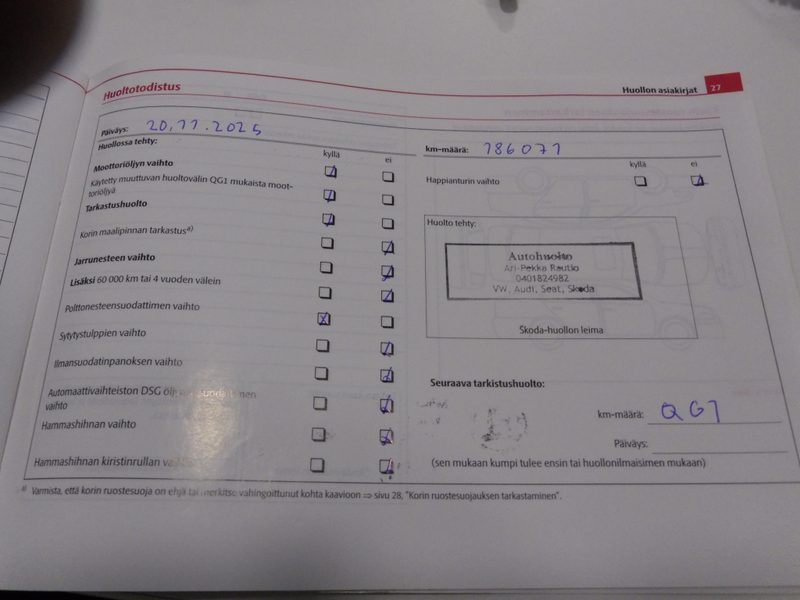 Huoltotodistus
Huollon asiakirjat 27
Päiväys: 20.11.2025
Huollossa tehty:
kyllä ei
Moottoriöljyn vaihto
Käytetty muuttuvan huoltovälin QG1 mukaista moot-
toriöljyä
Tarkastushuolto
Korin maalipinnan tarkastus a)
Jarrunesteen vaihto
Lisäksi 60 000 km tai 4 vuoden välein
Polttonesteensuodattimen vaihto
Sytytystulppien vaihto
Ilmansuodatinpanoksen vaihto
Automaattivaihteiston DSG
vaihto
Hammashihnan vaihto
Hammashihnan kiristinrullan
km-määrä: 186071
kyllä ei
Happianturin vaihto
Huolto tehty:
Autohuolto
Ari-Pekka Rautio
0401824982
VW, Audi, Seat, Skoda
Škoda-huollon leima
Seuraava tarkistushuolto:
km-määrä: QG1
Päiväys:
(sen mukaan kumpi tulee ensin tai huollonilmaisimen mukaan)
a) Varmista, että korin ruostesuoja on ehjä tai merkitse vahingoittunut kohta kaavioon ⇒ sivu 28, "Korin ruostesuojauksen tarkastaminen".